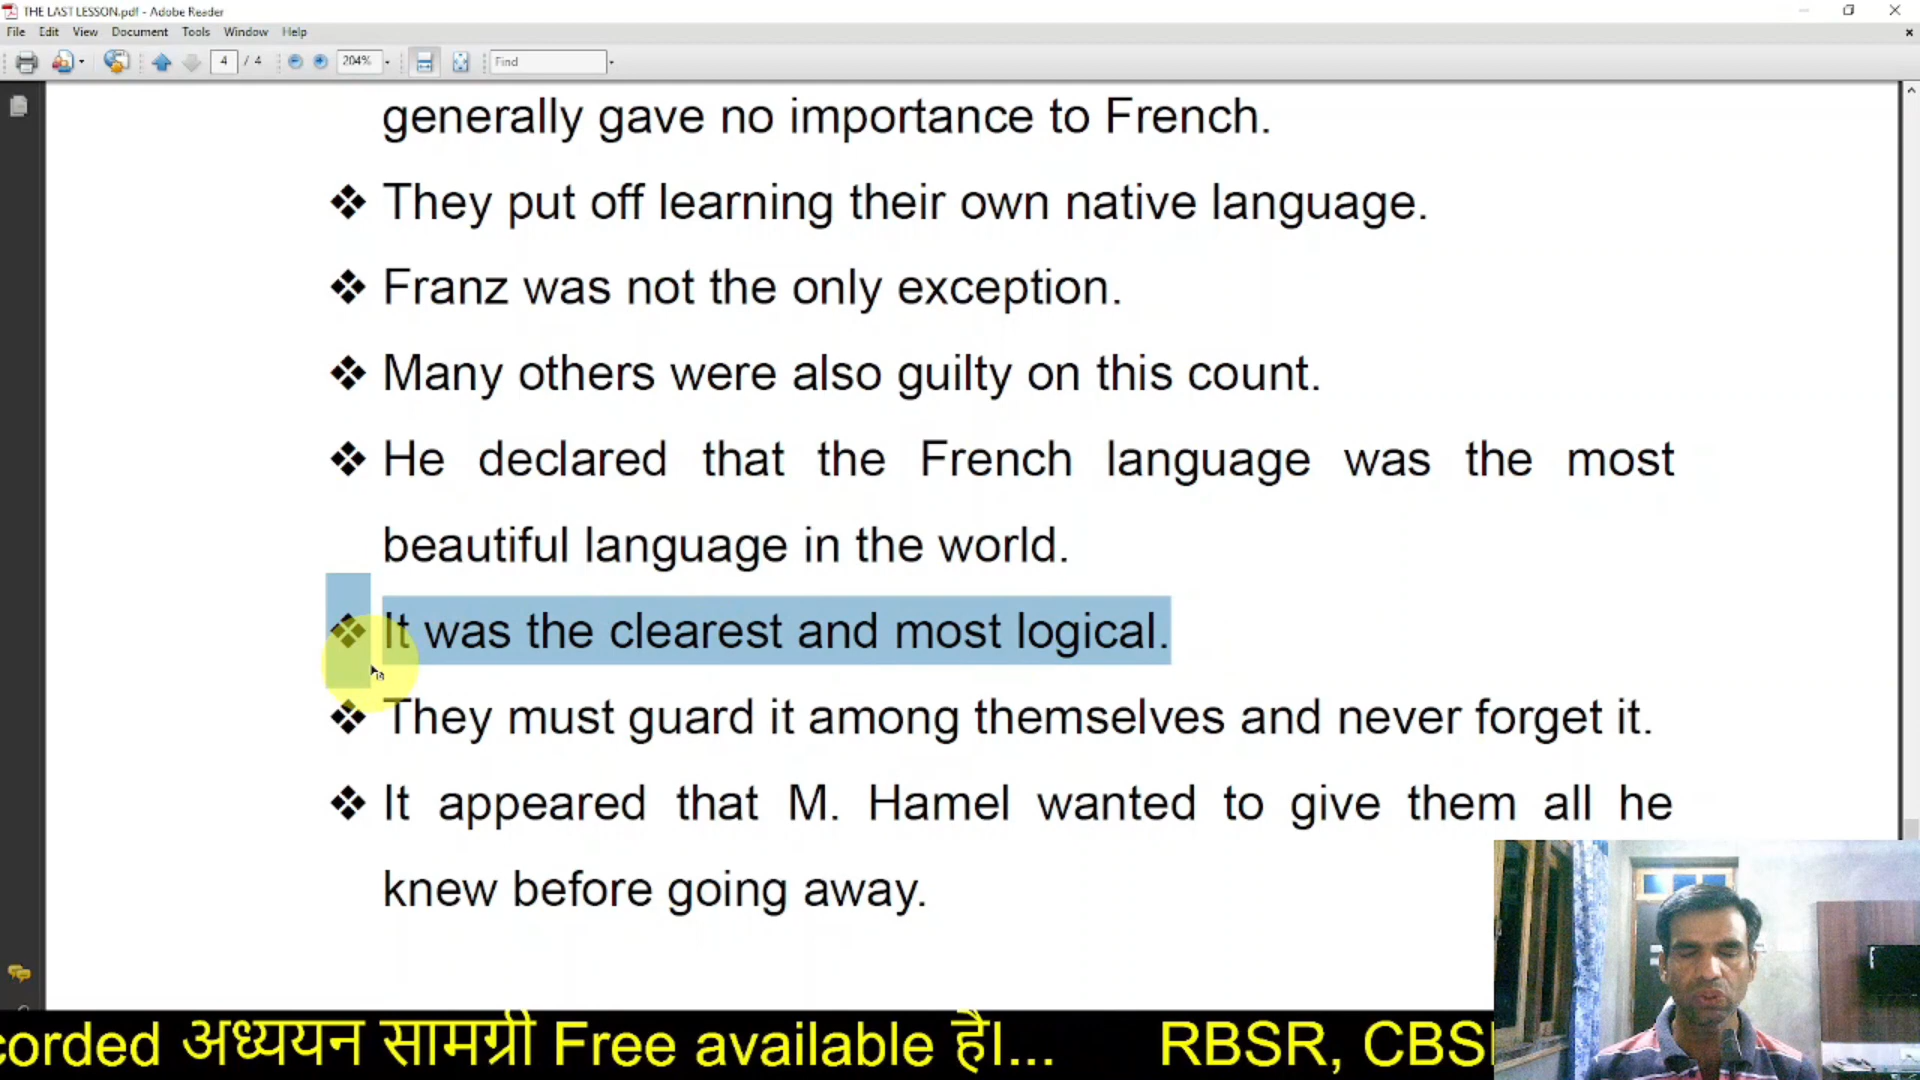 THE LAST LESSON.pdf - Adobe Reader
File Edit View Document Tools Window Help
4 / 4 204% Find
generally gave no importance to French.
❖ They put off learning their own native language.
❖ Franz was not the only exception.
❖ Many others were also guilty on this count.
❖ He declared that the French language was the most
beautiful language in the world.
❖ It was the clearest and most logical.
❖ They must guard it among themselves and never forget it.
❖ It appeared that M. Hamel wanted to give them all he
knew before going away.
corded अध्ययन सामग्री Free available है।... RBSR, CBS